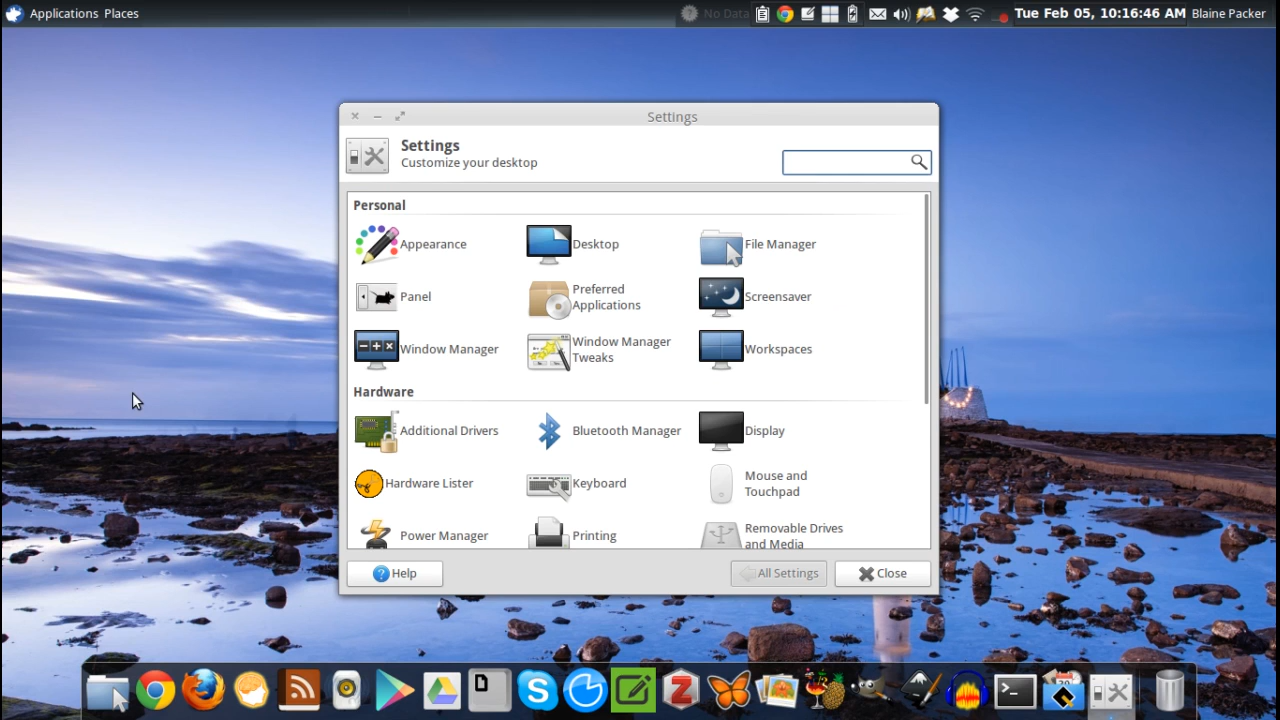 Applications Places
No Data
Tue Feb 05, 10:16:46 AM Blaine Packer
Settings
Settings
Customize your desktop
Personal
Appearance
Desktop
File Manager
Panel
Preferred
Applications
Screensaver
Window Manager
Window Manager
Tweaks
Workspaces
Hardware
Additional Drivers
Bluetooth Manager
Display
Hardware Lister
Keyboard
Mouse and
Touchpad
Power Manager
Printing
Removable Drives
and Media
Help
All Settings
Close